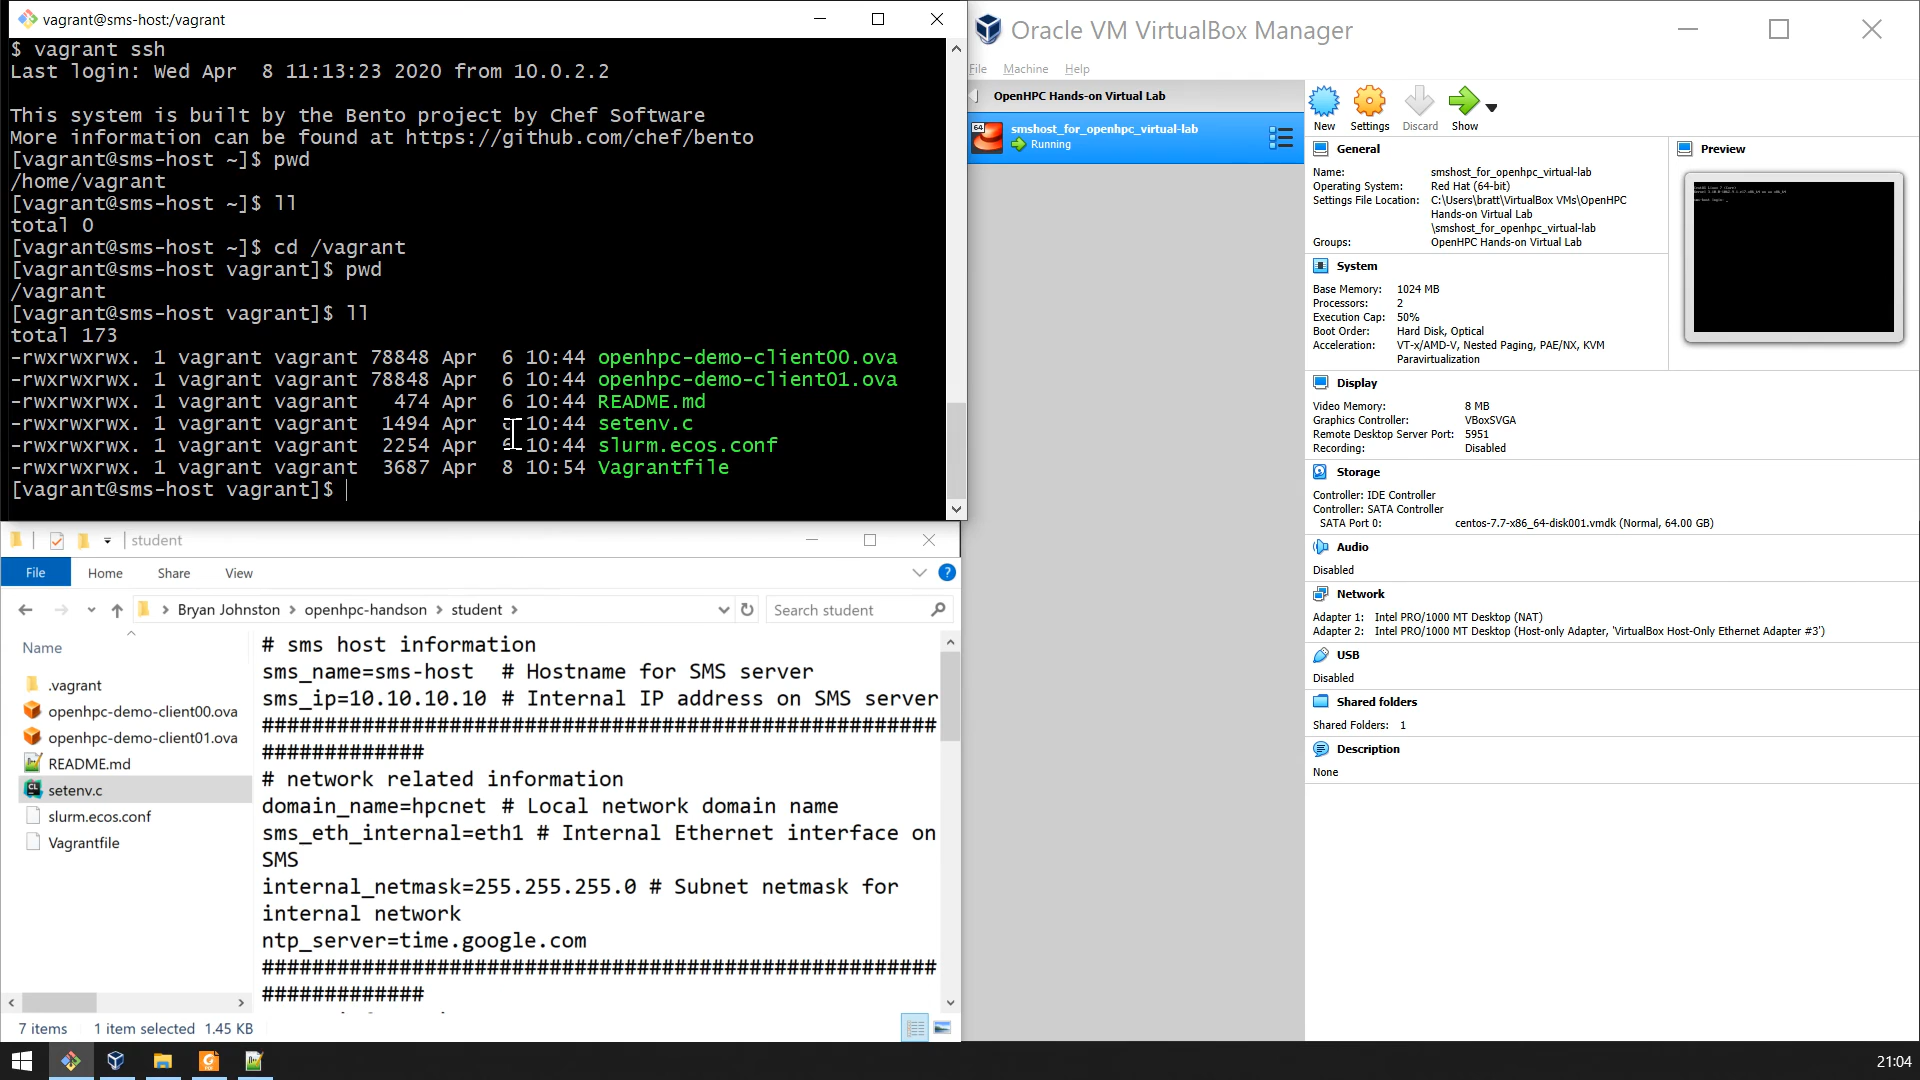 vagrant@sms-host:/vagrant
$ vagrant ssh
Last login: Wed Apr  8 11:13:23 2020 from 10.0.2.2
This system is built by the Bento project by Chef Software
More information can be found at https://github.com/chef/bento
[vagrant@sms-host ~]$ pwd
/home/vagrant
[vagrant@sms-host ~]$ ll
total 0
[vagrant@sms-host ~]$ cd /vagrant
[vagrant@sms-host vagrant]$ pwd
/vagrant
[vagrant@sms-host vagrant]$ ll
total 173
-rwxrwxrwx. 1 vagrant vagrant 78848 Apr  6 10:44 openhpc-demo-client00.ova
-rwxrwxrwx. 1 vagrant vagrant 78848 Apr  6 10:44 openhpc-demo-client01.ova
-rwxrwxrwx. 1 vagrant vagrant   474 Apr  6 10:44 README.md
-rwxrwxrwx. 1 vagrant vagrant  1494 Apr 10:44 setenv.c
-rwxrwxrwx. 1 vagrant vagrant  2254 Apr  6 10:44 slurm.ecos.conf
-rwxrwxrwx. 1 vagrant vagrant  3687 Apr  8 10:54 Vagrantfile
[vagrant@sms-host vagrant]$
student
File Home Share View
Bryan Johnston openhpc-handson student
Search student
Name
.vagrant
openhpc-demo-client00.ova
openhpc-demo-client01.ova
README.md
setenv.c
slurm.ecos.conf
Vagrantfile
# sms host information
sms_name=sms-host  # Hostname for SMS server
sms_ip=10.10.10.10 # Internal IP address on SMS server
######################################################
#############
# network related information
domain_name=hpcnet # Local network domain name
sms_eth_internal=eth1 # Internal Ethernet interface on
SMS
internal_netmask=255.255.255.0 # Subnet netmask for
internal network
ntp_server=time.google.com
######################################################
#############
7 items 1 item selected 1.45 KB
Oracle VM VirtualBox Manager
File Machine Help
OpenHPC Hands-on Virtual Lab
64
smshost_for_openhpc_virtual-lab
Running
New Settings Discard Show
General
Name: smshost_for_openhpc_virtual-lab
Operating System: Red Hat (64-bit)
Settings File Location: C:\Users\bratt\VirtualBox VMs\OpenHPC
Hands-on Virtual Lab
\smshost_for_openhpc_virtual-lab
Groups: OpenHPC Hands-on Virtual Lab
Preview
System
Base Memory: 1024 MB
Processors: 2
Execution Cap: 50%
Boot Order: Hard Disk, Optical
Acceleration: VT-x/AMD-V, Nested Paging, PAE/NX, KVM
Paravirtualization
Display
Video Memory: 8 MB
Graphics Controller: VBoxSVGA
Remote Desktop Server Port: 5951
Recording: Disabled
Storage
Controller: IDE Controller
Controller: SATA Controller
SATA Port 0: centos-7.7-x86_64-disk001.vmdk (Normal, 64.00 GB)
Audio
Disabled
Network
Adapter 1: Intel PRO/1000 MT Desktop (NAT)
Adapter 2: Intel PRO/1000 MT Desktop (Host-only Adapter, 'VirtualBox Host-Only Ethernet Adapter #3')
USB
Disabled
Shared folders
Shared Folders: 1
Description
None
21:04